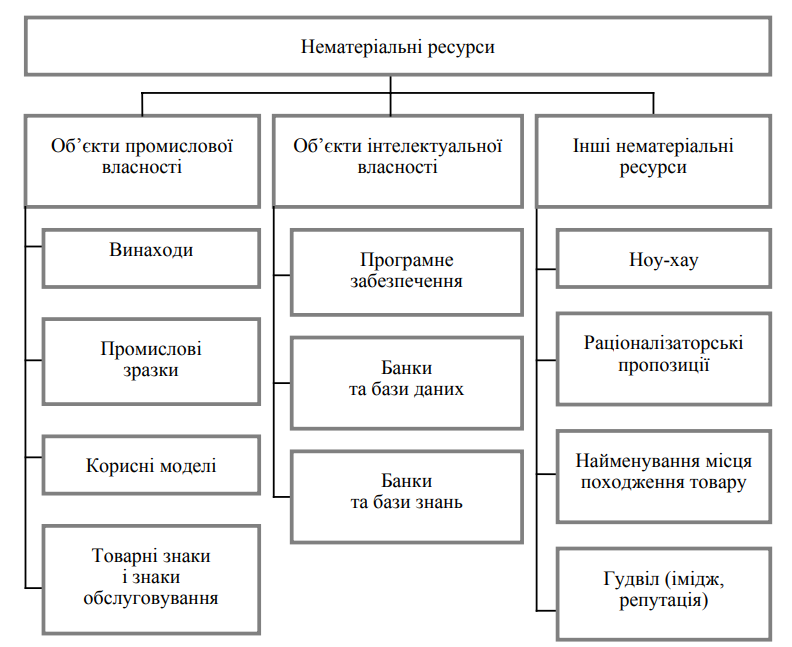 Нематеріальні ресурси
Об’єкти промислової
власності
Винаходи
Промислові
зразки
Корисні моделі
Товарні знаки
і знаки
обслуговування
Об’єкти інтелектуальної
власності
Програмне
забезпечення
Банки
та бази даних
Банки
та бази знань
Інші нематеріальні
ресурси
Ноу-хау
Раціоналізаторські
пропозиції
Найменування місця
походження товару
Гудвіл (імідж,
репутація)